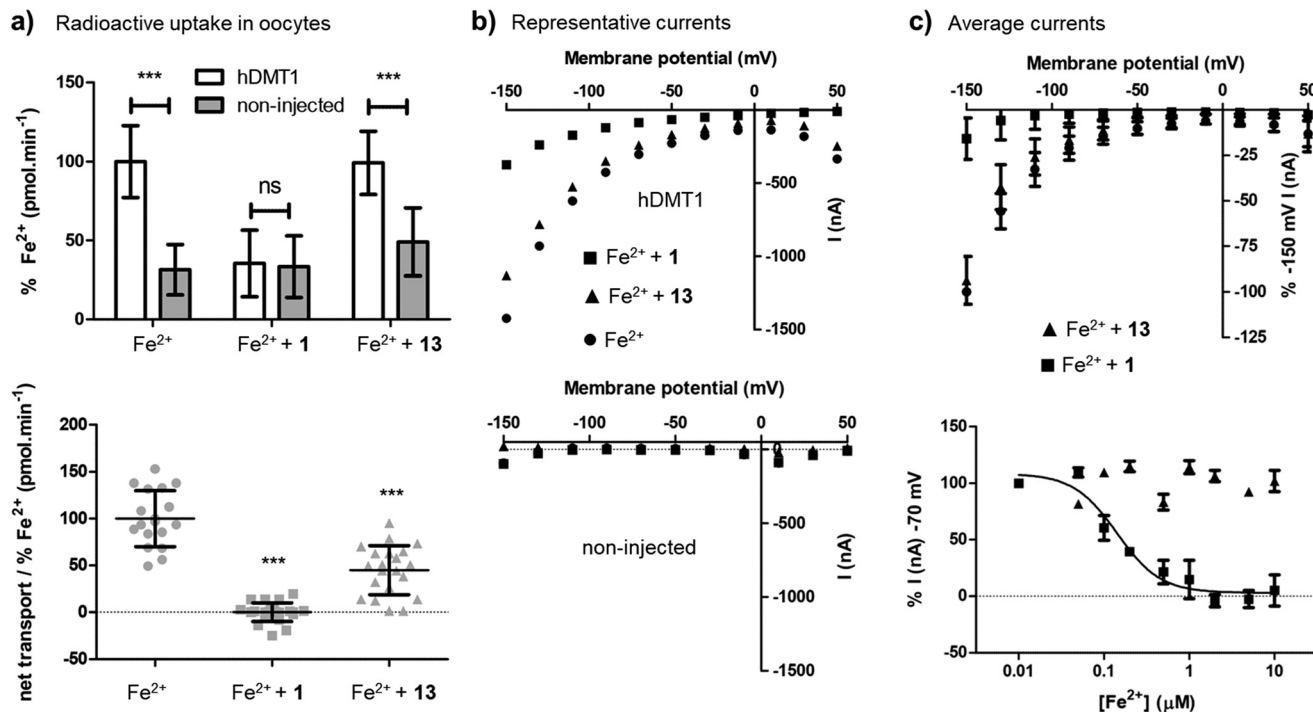 a) Radioactive uptake in oocytes
% Fe²⁺ (pmol.min⁻¹)
150
100
50
0
***
***
ns
hDMT1
non-injected
Fe²⁺
Fe²⁺ + 1
Fe²⁺ + 13
net transport / % Fe²⁺ (pmol.min⁻¹)
200
150
100
50
0
-50
***
***
Fe²⁺
Fe²⁺ + 1
Fe²⁺ + 13
b) Representative currents
Membrane potential (mV)
-150 -100 -50 0 50
-500
-1000
-1500
I (nA)
hDMT1
Fe²⁺ + 1
Fe²⁺ + 13
Fe²⁺
Membrane potential (mV)
-150 -100 -50 0 50
0
-500
-1000
-1500
I (nA)
non-injected
c) Average currents
Membrane potential (mV)
-150 -100 -50 0 50
-25
-50
-75
-100
-125
% -150 mV I (nA)
Fe²⁺ + 13
Fe²⁺ + 1
% I (nA) -70 mV
150
100
50
0
-50
0.01 0.1 1 10
[Fe²⁺] (µM)